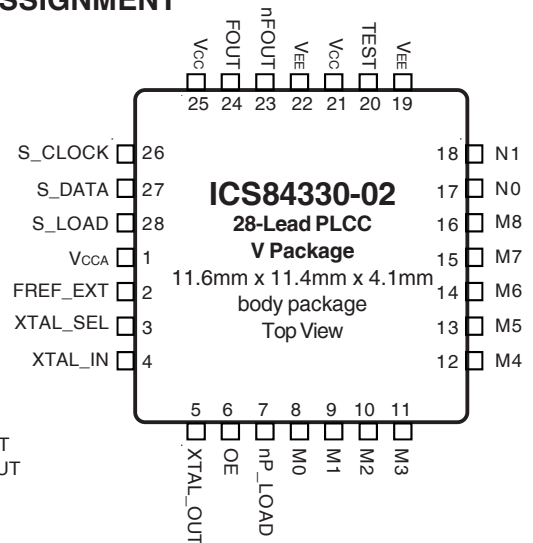 SSIGNMENT
VCC
FOUT
nFOUT
VEE
VCC
TEST
VEE
25 24 23 22 21 20 19
S_CLOCK 26
S_DATA 27
S_LOAD 28
VCCA 1
FREF_EXT 2
XTAL_SEL 3
XTAL_IN 4
ICS84330-02
28-Lead PLCC
V Package
11.6mm x 11.4mm x 4.1mm
body package
Top View
18 N1
17 N0
16 M8
15 M7
14 M6
13 M5
12 M4
5 6 7 8 9 10 11
XTAL_OUT
OE
nP_LOAD
M0
M1
M2
M3
T
UT